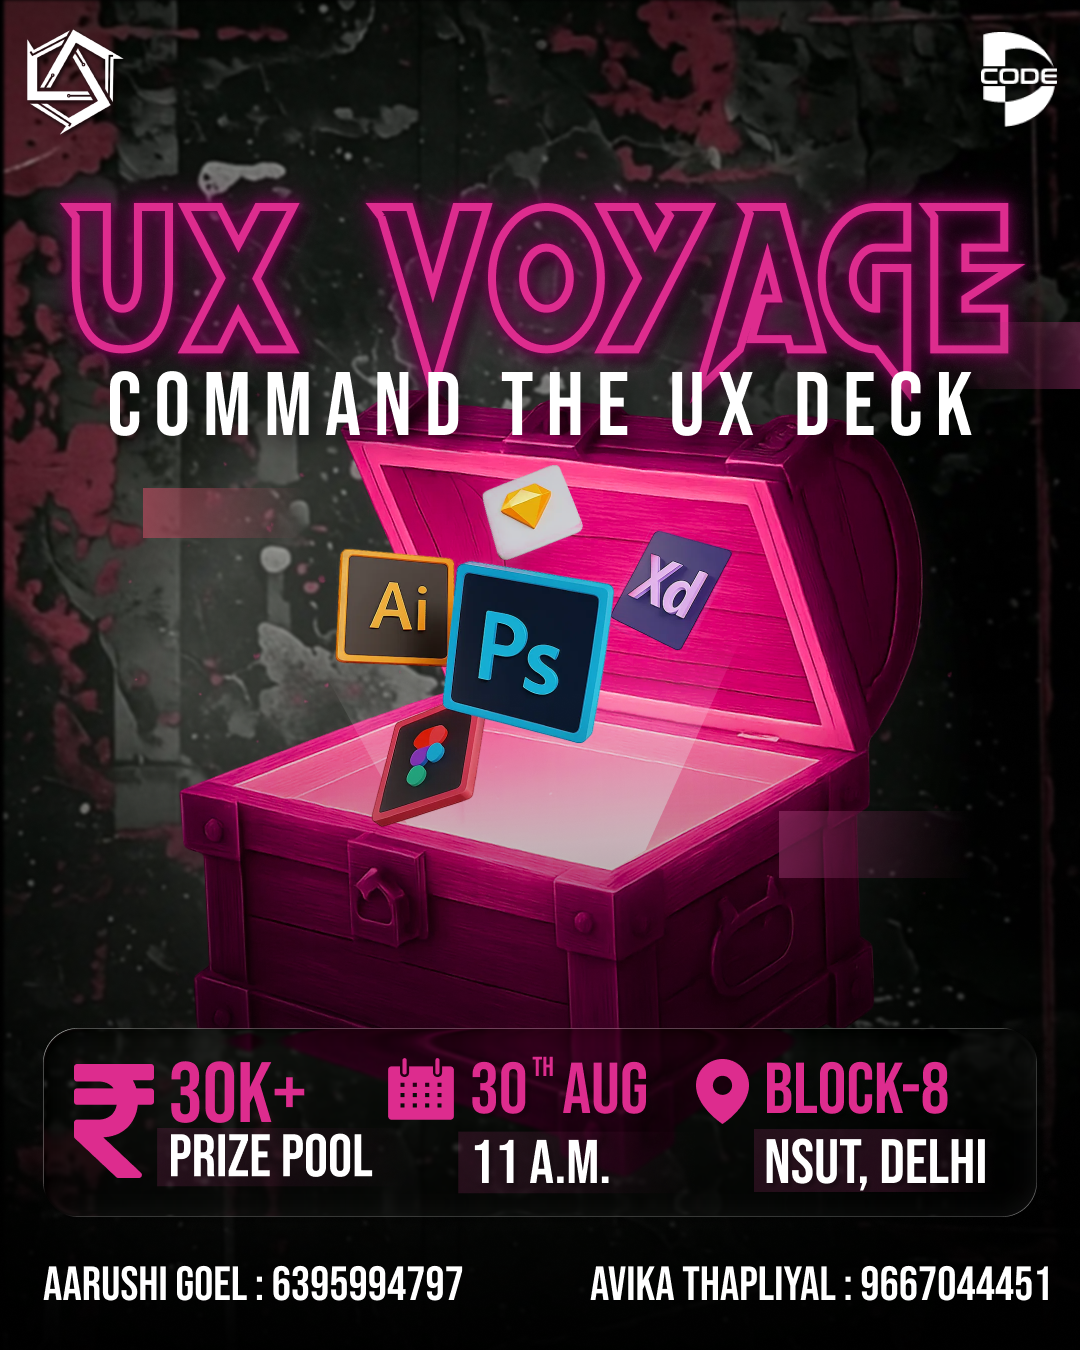 CODE
UX VOYAGE
COMMAND THE UX DECK
Ai
Ps
Xd
₹ 30K+
PRIZE POOL
30TH AUG
11 A.M.
BLOCK-8
NSUT, DELHI
AARUSHI GOEL : 6395994797
AVIKA THAPLIYAL : 9667044451